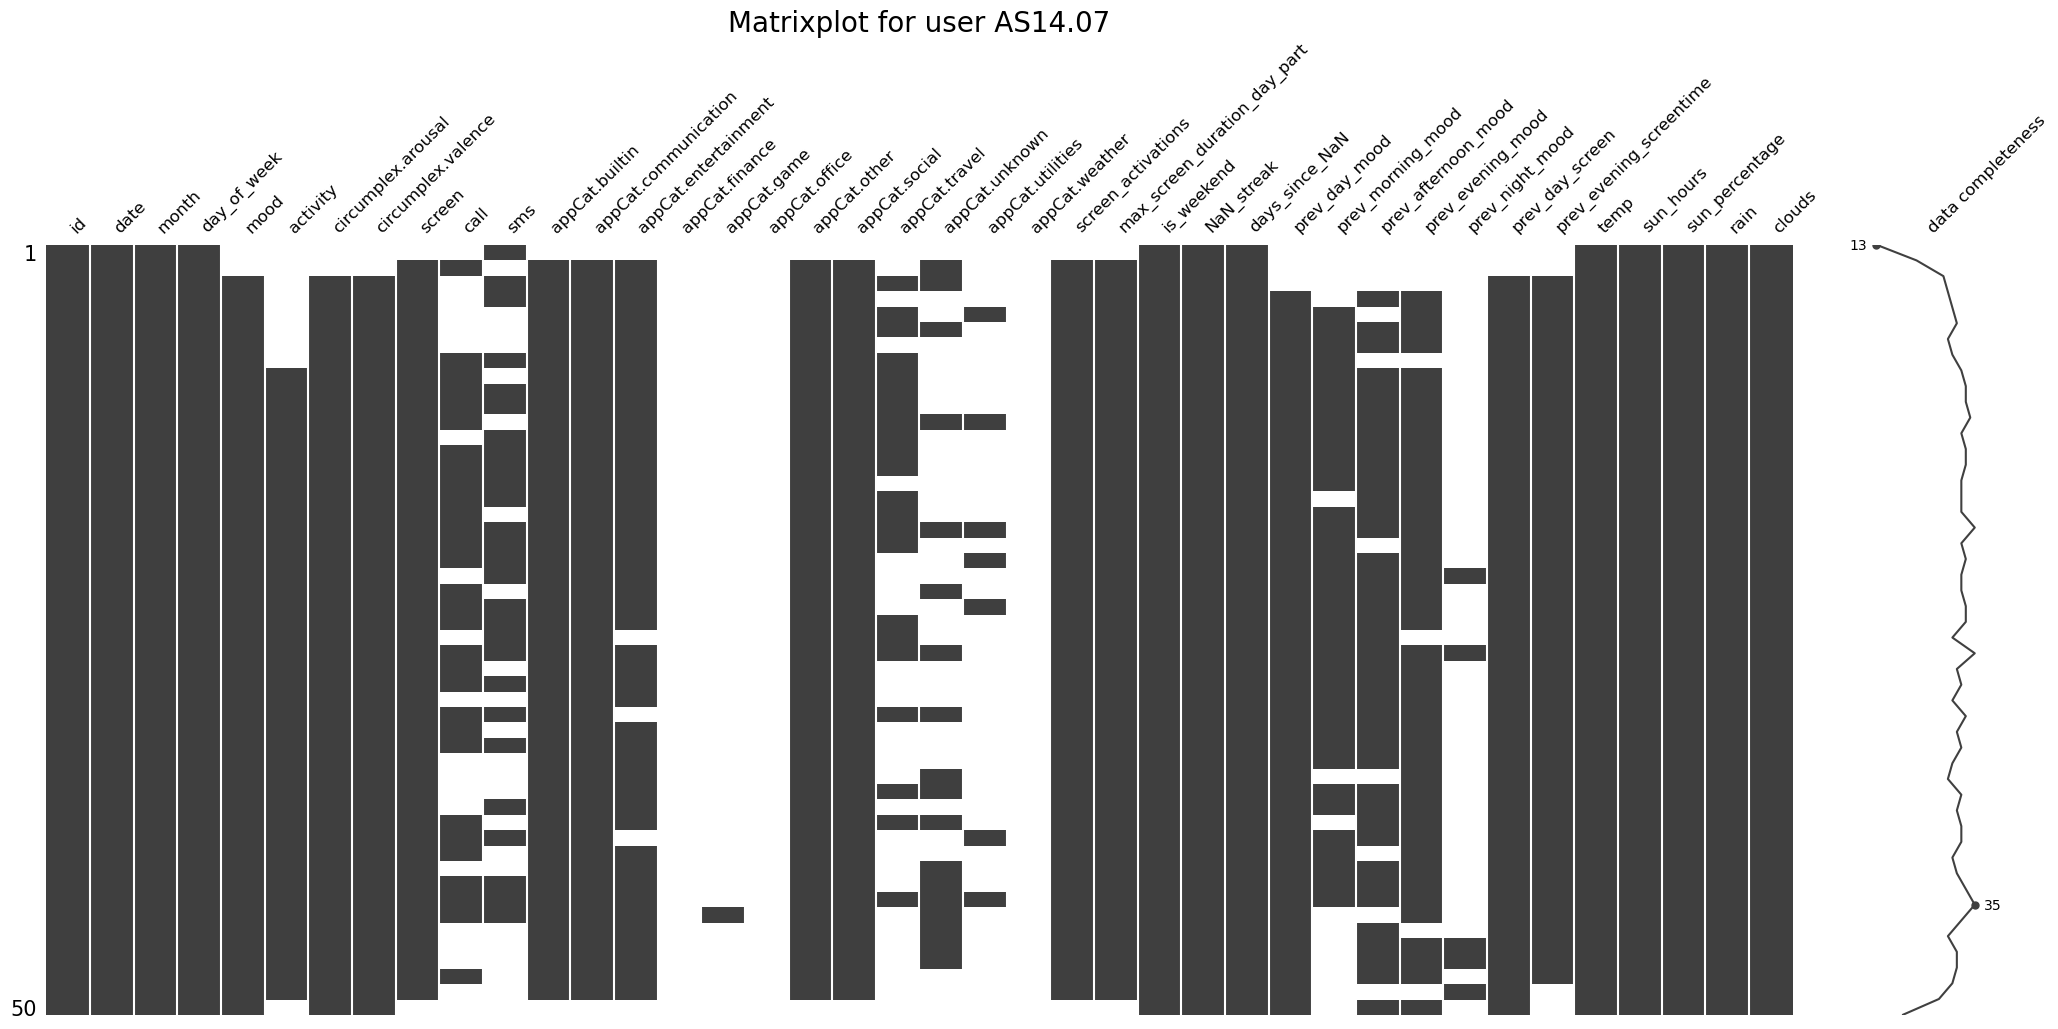 Matrixplot for user AS14.07
id
date
month
day_of_week
mood
activity
circumplex.arousal
circumplex.valence
screen
call
sms
appCat.builtin
appCat.communication
appCat.entertainment
appCat.finance
appCat.game
appCat.office
appCat.other
appCat.social
appCat.travel
appCat.unknown
appCat.utilities
appCat.weather
screen_activations
max_screen_duration_day_part
is_weekend
NaN_streak
days_since_NaN
prev_day_mood
prev_morning_mood
prev_afternoon_mood
prev_evening_mood
prev_night_mood
prev_day_screen
prev_evening_screentime
temp
sun_hours
sun_percentage
rain
clouds
data completeness
1
13
35
50